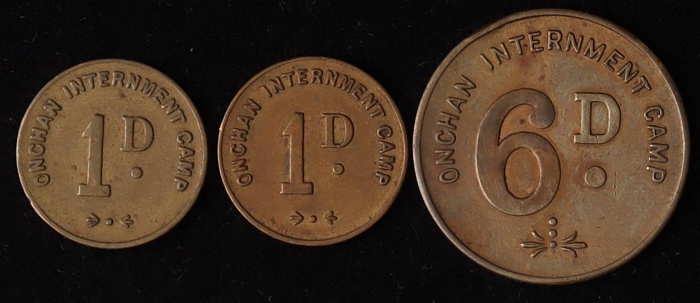 ONCHAN INTERNMENT CAMP
1D.
ONCHAN INTERNMENT CAMP
1D.
ONCHAN INTERNMENT CAMP
6D.